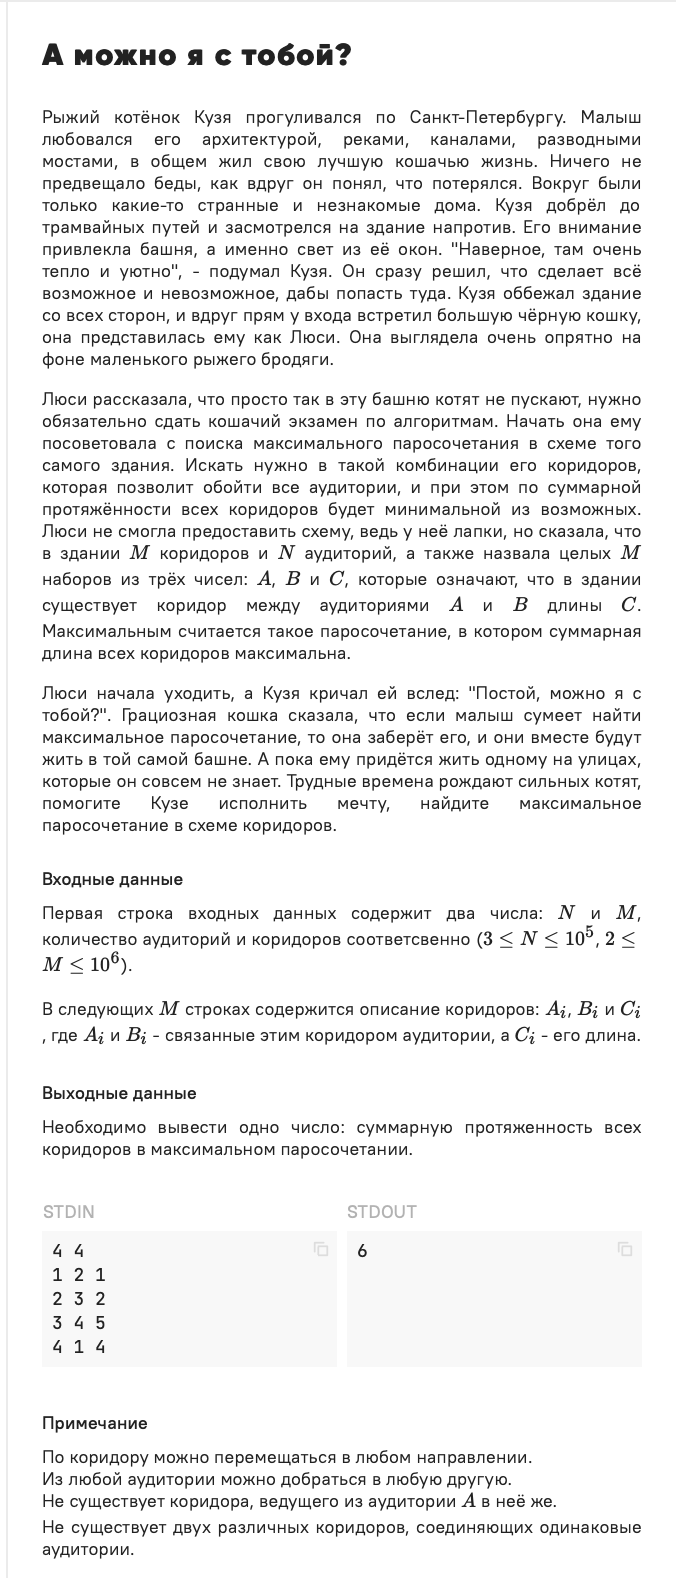 А можно я с тобой?
Рыжий котёнок Кузя прогуливался по Санкт-Петербургу. Малыш
любовался его архитектурой, реками, каналами, разводными
мостами, в общем жил свою лучшую кошачью жизнь. Ничего не
предвещало беды, как вдруг он понял, что потерялся. Вокруг были
только какие-то странные и незнакомые дома. Кузя добрёл до
трамвайных путей и засмотрелся на здание напротив. Его внимание
привлекла башня, а именно свет из её окон. "Наверное, там очень
тепло и уютно", - подумал Кузя. Он сразу решил, что сделает всё
возможное и невозможное, дабы попасть туда. Кузя оббежал здание
со всех сторон, и вдруг прям у входа встретил большую чёрную кошку,
она представилась ему как Люси. Она выглядела очень опрятно на
фоне маленького рыжего бродяги.
Люси рассказала, что просто так в эту башню котят не пускают, нужно
обязательно сдать кошачий экзамен по алгоритмам. Начать она ему
посоветовала с поиска максимального паросочетания в схеме того
самого здания. Искать нужно в такой комбинации его коридоров,
которая позволит обойти все аудитории, и при этом по суммарной
протяжённости всех коридоров будет минимальной из возможных.
Люси не смогла предоставить схему, ведь у неё лапки, но сказала, что
в здании M коридоров и N аудиторий, а также назвала целых M
наборов из трёх чисел: A, B и C, которые означают, что в здании
существует коридор между аудиториями A и B длины C.
Максимальным считается такое паросочетание, в котором суммарная
длина всех коридоров максимальна.
Люси начала уходить, а Кузя кричал ей вслед: "Постой, можно я с
тобой?". Грациозная кошка сказала, что если малыш сумеет найти
максимальное паросочетание, то она заберёт его, и они вместе будут
жить в той самой башне. А пока ему придётся жить одному на улицах,
которые он совсем не знает. Трудные времена рождают сильных котят,
помогите Кузе исполнить мечту, найдите максимальное
паросочетание в схеме коридоров.
Входные данные
Первая строка входных данных содержит два числа: N и M,
количество аудиторий и коридоров соответсвенно (3 ≤ N ≤ 10⁵, 2 ≤
M ≤ 10⁶).
В следующих M строках содержится описание коридоров: Aᵢ, Bᵢ и Cᵢ
, где Aᵢ и Bᵢ - связанные этим коридором аудитории, а Cᵢ - его длина.
Выходные данные
Необходимо вывести одно число: суммарную протяженность всех
коридоров в максимальном паросочетании.
STDIN
4 4
1 2 1
2 3 2
3 4 5
4 1 4
STDOUT
6
Примечание
По коридору можно перемещаться в любом направлении.
Из любой аудитории можно добраться в любую другую.
Не существует коридора, ведущего из аудитории A в неё же.
Не существует двух различных коридоров, соединяющих одинаковые
аудитории.